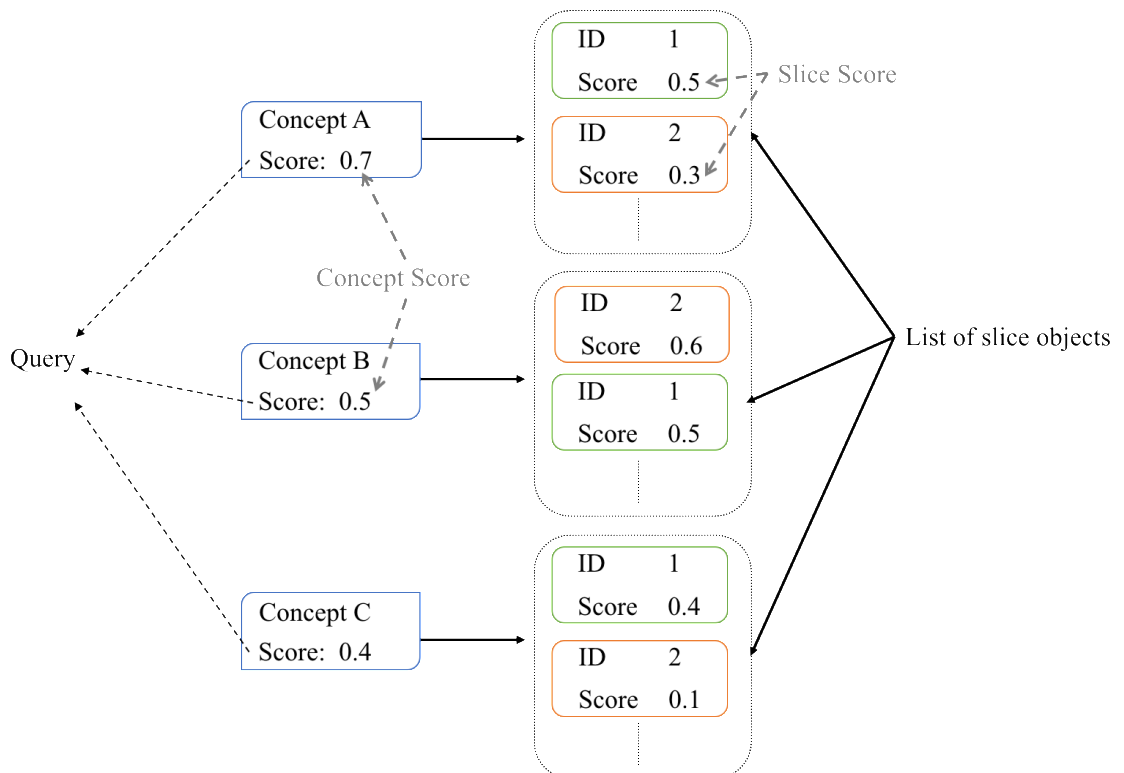 ID 1
Score 0.5
Slice Score
Concept A
Score: 0.7
ID 2
Score 0.3
Concept Score
Query
Concept B
Score: 0.5
ID 2
Score 0.6
ID 1
Score 0.5
List of slice objects
Concept C
Score: 0.4
ID 1
Score 0.4
ID 2
Score 0.1